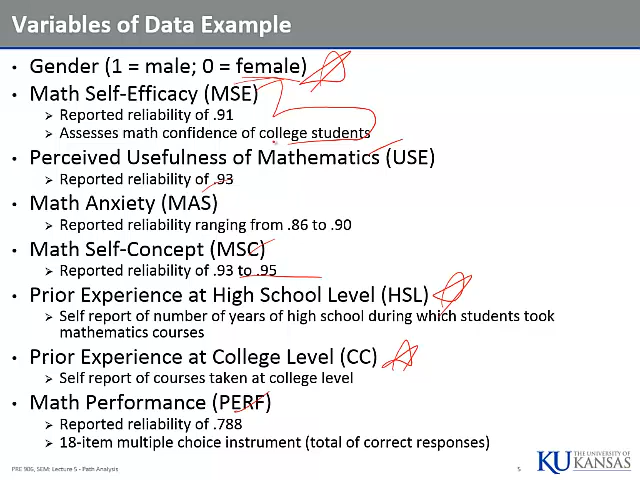 Variables of Data Example
• Gender (1 = male; 0 = female)
• Math Self-Efficacy (MSE)
➢ Reported reliability of .91
➢ Assesses math confidence of college students
• Perceived Usefulness of Mathematics (USE)
➢ Reported reliability of .93
• Math Anxiety (MAS)
➢ Reported reliability ranging from .86 to .90
• Math Self-Concept (MSC)
➢ Reported reliability of .93 to .95
• Prior Experience at High School Level (HSL)
➢ Self report of number of years of high school during which students took
mathematics courses
• Prior Experience at College Level (CC)
➢ Self report of courses taken at college level
• Math Performance (PERF)
➢ Reported reliability of .788
➢ 18-item multiple choice instrument (total of correct responses)
PRE 906, SEM: Lecture 5 - Path Analysis
5
KU THE UNIVERSITY OF
KANSAS